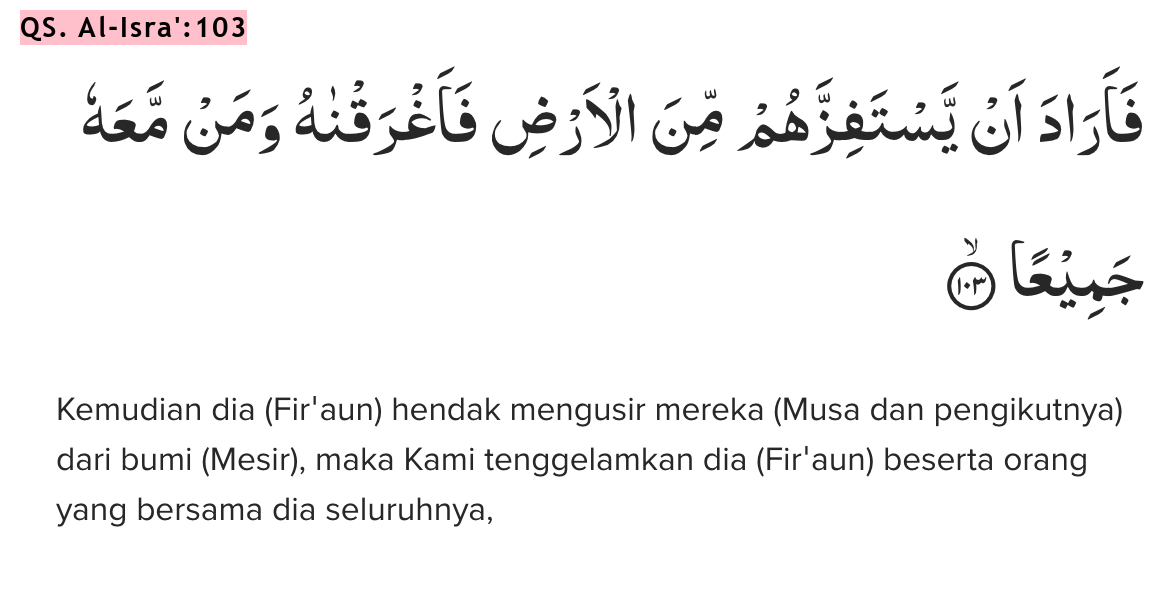 QS. Al-Isra':103
فَاَرَادَ اَنْ يَّسْتَفِزَّهُمْ مِّنَ الْاَرْضِ فَاَغْرَقْنٰهُ وَمَنْ مَّعَهٗ
جَمِيْعًا ۙ ١٠٣
Kemudian dia (Fir'aun) hendak mengusir mereka (Musa dan pengikutnya)
dari bumi (Mesir), maka Kami tenggelamkan dia (Fir'aun) beserta orang
yang bersama dia seluruhnya,